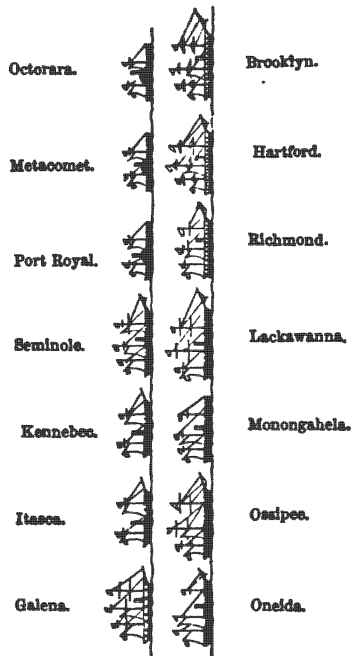 Octorara.
Brooklyn.
Metacomet.
Hartford.
Port Royal.
Richmond.
Seminole.
Lackawanna.
Kennebec.
Monongahela.
Itasca.
Ossipee.
Galena.
Oneida.